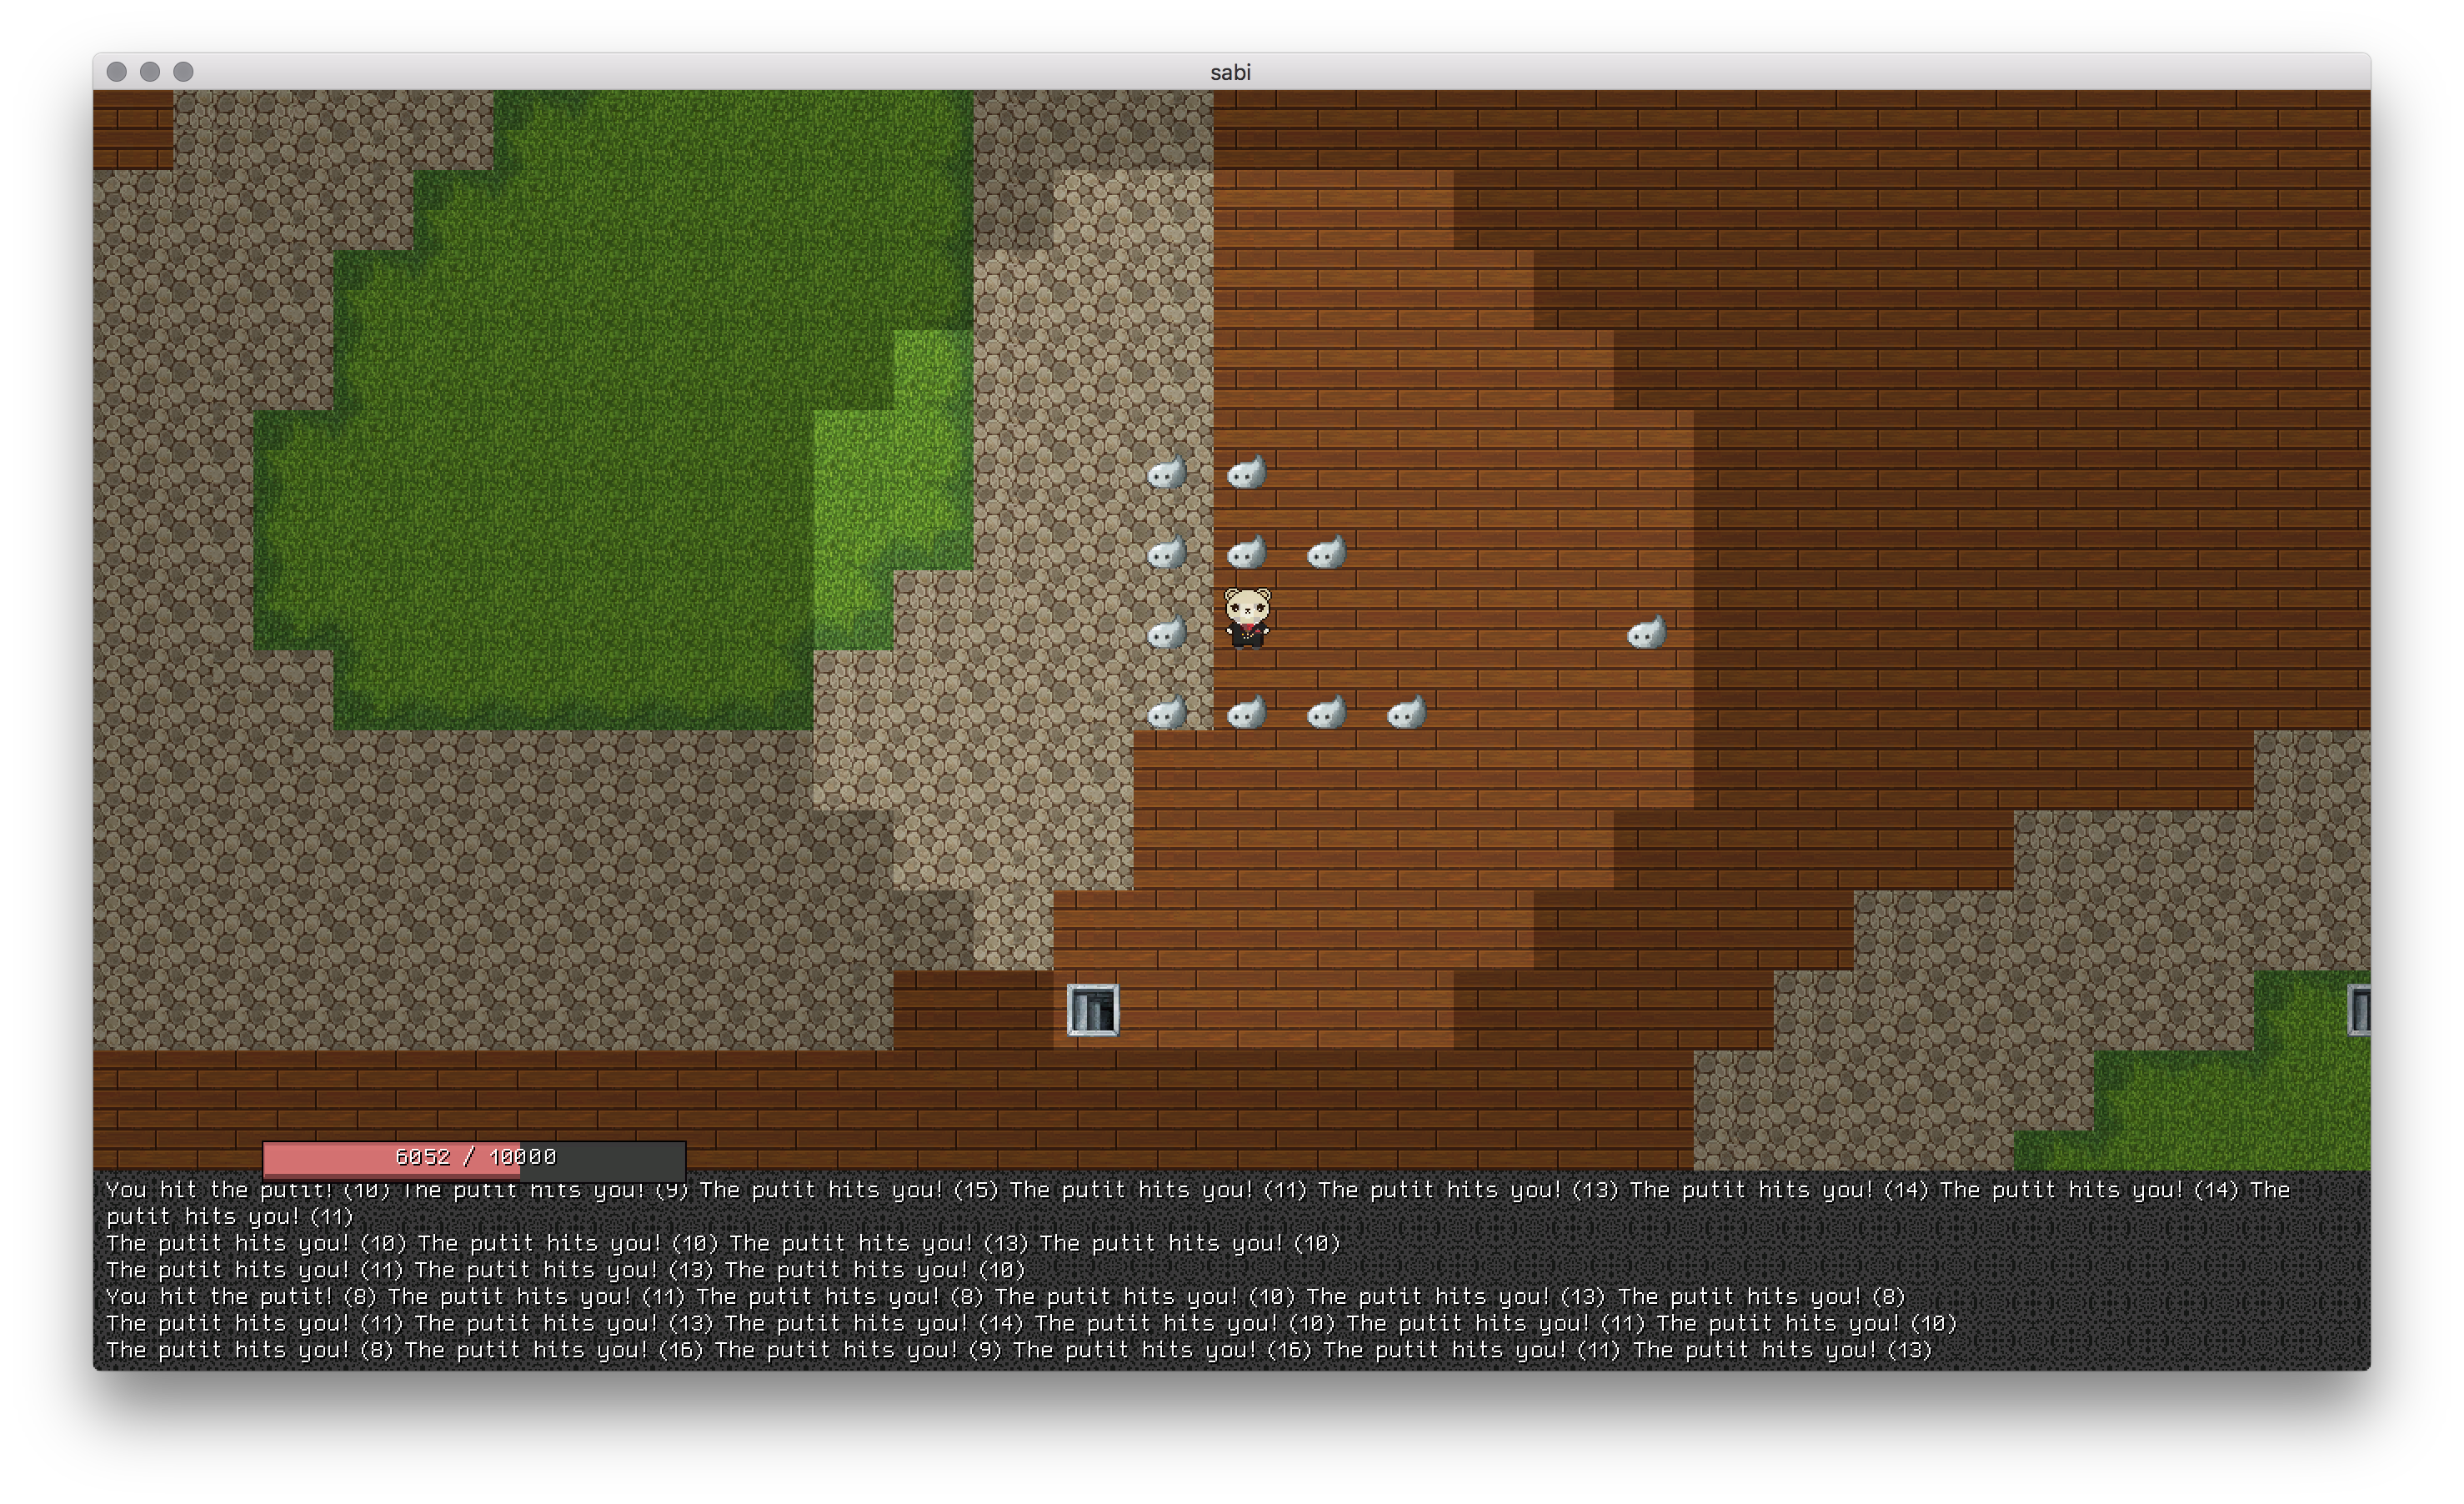 sabi
6052 / 10000
You hit the putit! (10) The putit hits you! (9) The putit hits you! (15) The putit hits you! (11) The putit hits you! (13) The putit hits you! (14) The putit hits you! (14) The
putit hits you! (11)
The putit hits you! (10) The putit hits you! (10) The putit hits you! (13) The putit hits you! (10)
The putit hits you! (11) The putit hits you! (13) The putit hits you! (10)
You hit the putit! (8) The putit hits you! (11) The putit hits you! (8) The putit hits you! (10) The putit hits you! (13) The putit hits you! (8)
The putit hits you! (11) The putit hits you! (13) The putit hits you! (14) The putit hits you! (10) The putit hits you! (11) The putit hits you! (10)
The putit hits you! (8) The putit hits you! (16) The putit hits you! (9) The putit hits you! (16) The putit hits you! (11) The putit hits you! (13)